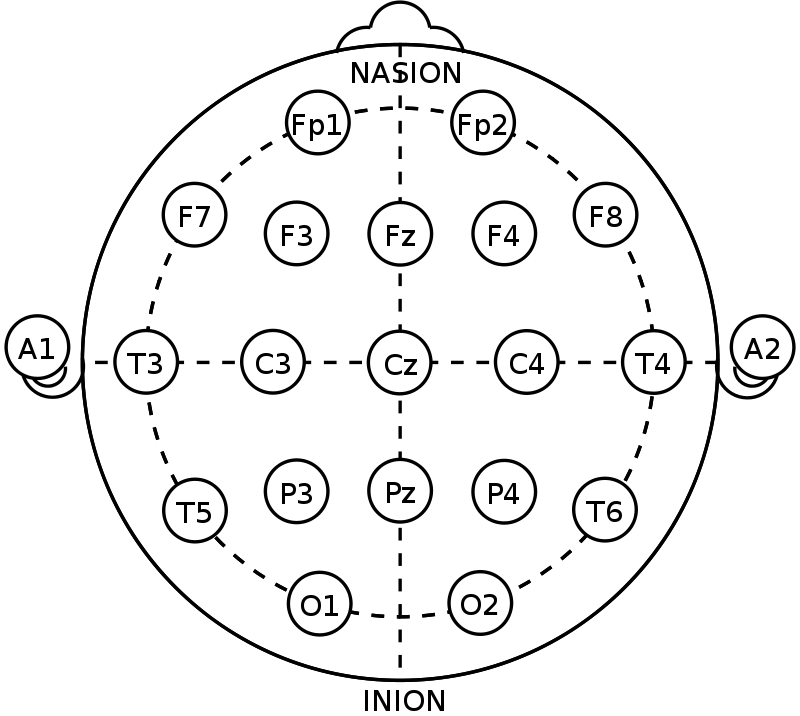 NASION
Fp1 Fp2
F7 F3 Fz F4 F8
A1 T3 C3 Cz C4 T4 A2
T5 P3 Pz P4 T6
O1 O2
INION